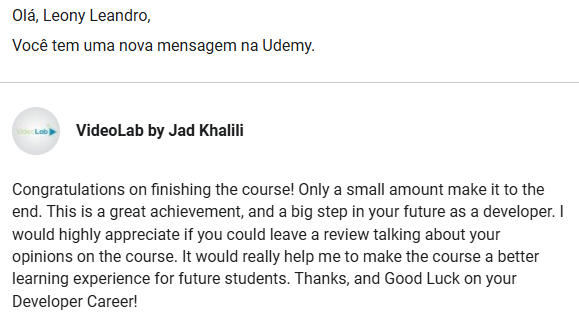 Olá, Leony Leandro,
Você tem uma nova mensagem na Udemy.
VideoLab
VideoLab by Jad Khalili
Congratulations on finishing the course! Only a small amount make it to the
end. This is a great achievement, and a big step in your future as a developer. I
would highly appreciate if you could leave a review talking about your
opinions on the course. It would really help me to make the course a better
learning experience for future students. Thanks, and Good Luck on your
Developer Career!